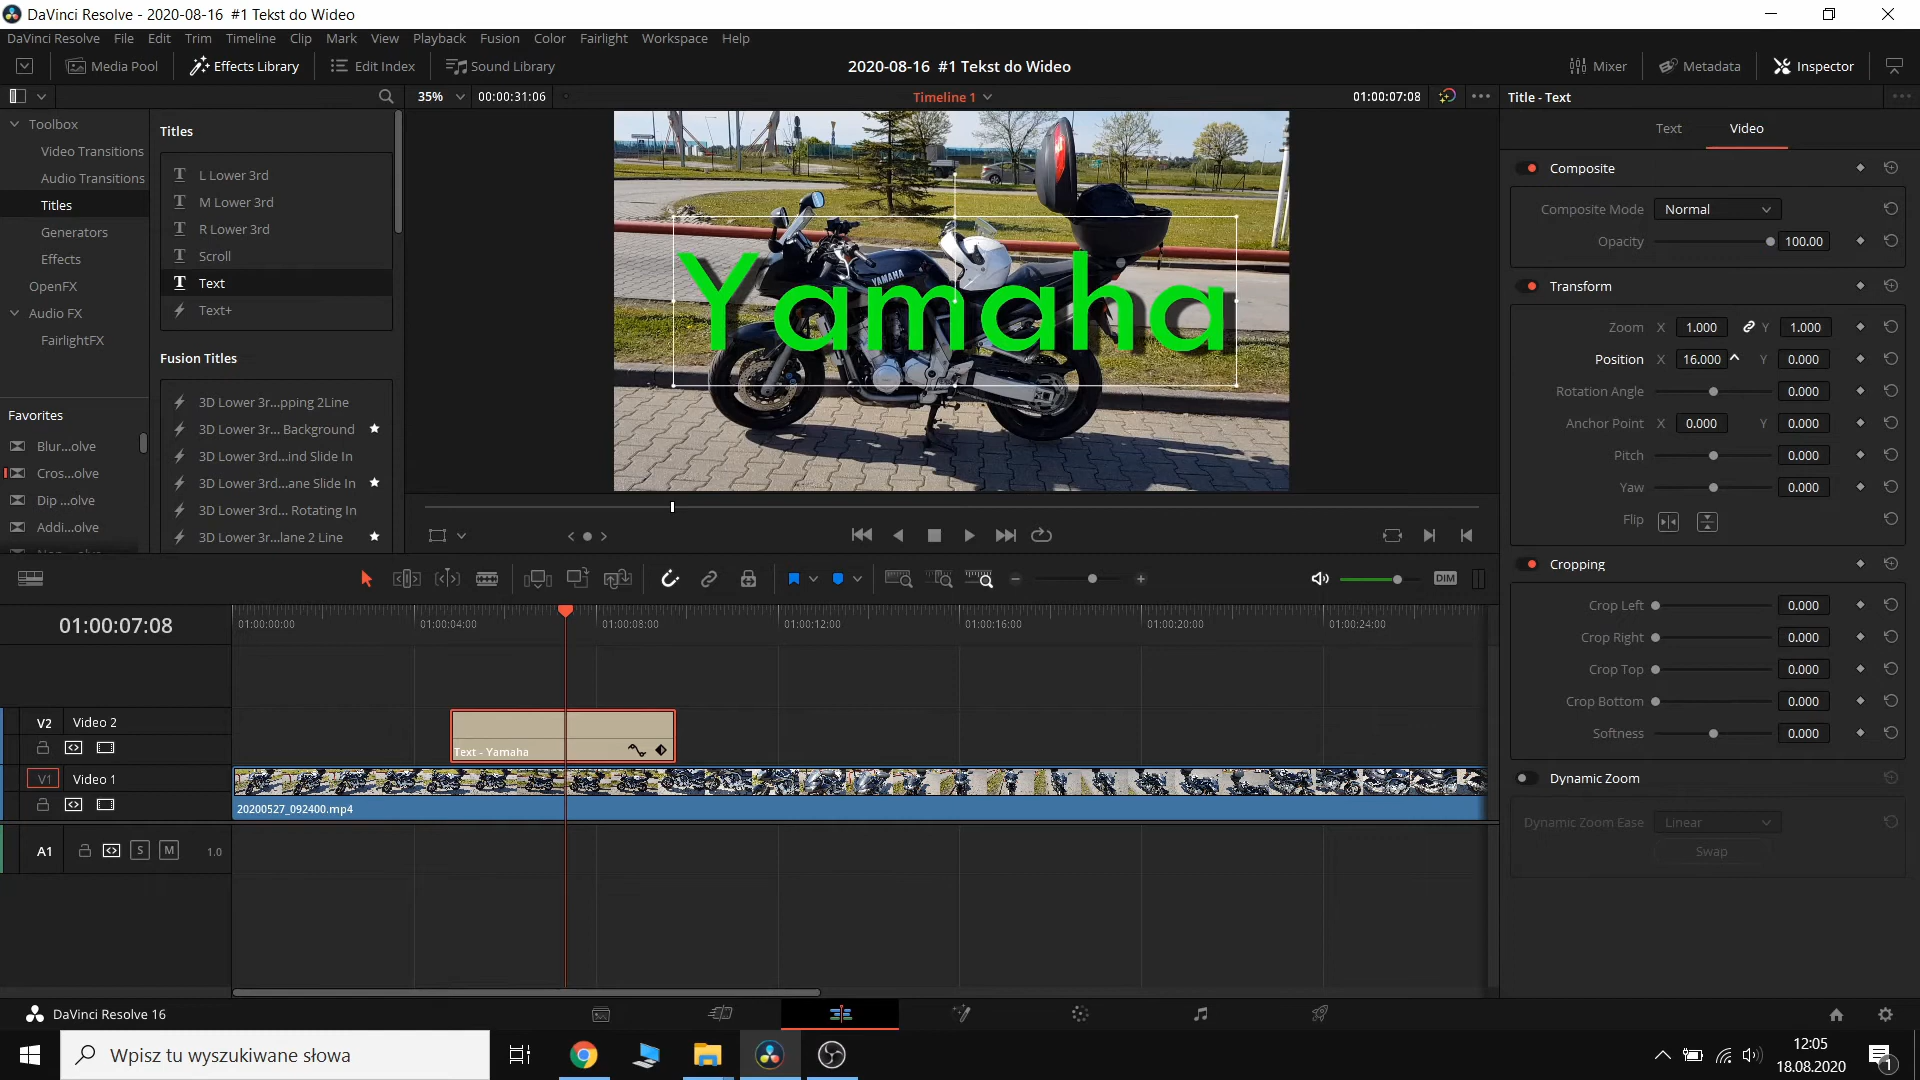 DaVinci Resolve - 2020-08-16  #1 Tekst do Wideo
DaVinci Resolve File Edit Trim Timeline Clip Mark View Playback Fusion Color Fairlight Workspace Help
Media Pool Effects Library Edit Index Sound Library 2020-08-16  #1 Tekst do Wideo Mixer Metadata Inspector
35% 00:00:31:06 Timeline 1 01:00:07:08 Title - Text
Toolbox
Video Transitions
Audio Transitions
Titles
Generators
Effects
OpenFX
Audio FX
FairlightFX
Favorites
Blur...olve
Cros...olve
Dip ...olve
Addi...olve
Titles
L Lower 3rd
M Lower 3rd
R Lower 3rd
Scroll
Text
Text+
Fusion Titles
3D Lower 3r...pping 2Line
3D Lower 3r... Background
3D Lower 3rd...ind Slide In
3D Lower 3rd...ane Slide In
3D Lower 3rd... Rotating In
3D Lower 3r...lane 2 Line
YAMAHA
Yamaha
Text Video
Composite
Composite Mode Normal
Opacity 100.00
Transform
Zoom X 1.000 Y 1.000
Position X 16.000 Y 0.000
Rotation Angle 0.000
Anchor Point X 0.000 Y 0.000
Pitch 0.000
Yaw 0.000
Flip
Cropping
Crop Left 0.000
Crop Right 0.000
Crop Top 0.000
Crop Bottom 0.000
Softness 0.000
Dynamic Zoom
Dynamic Zoom Ease Linear
Swap
DIM
01:00:07:08
01:00:00:00 01:00:04:00 01:00:08:00 01:00:12:00 01:00:16:00 01:00:20:00 01:00:24:00
V2 Video 2
Text - Yamaha
V1 Video 1
20200527_092400.mp4
A1 S M 1.0
DaVinci Resolve 16
Wpisz tu wyszukiwane słowa
12:05
18.08.2020
1